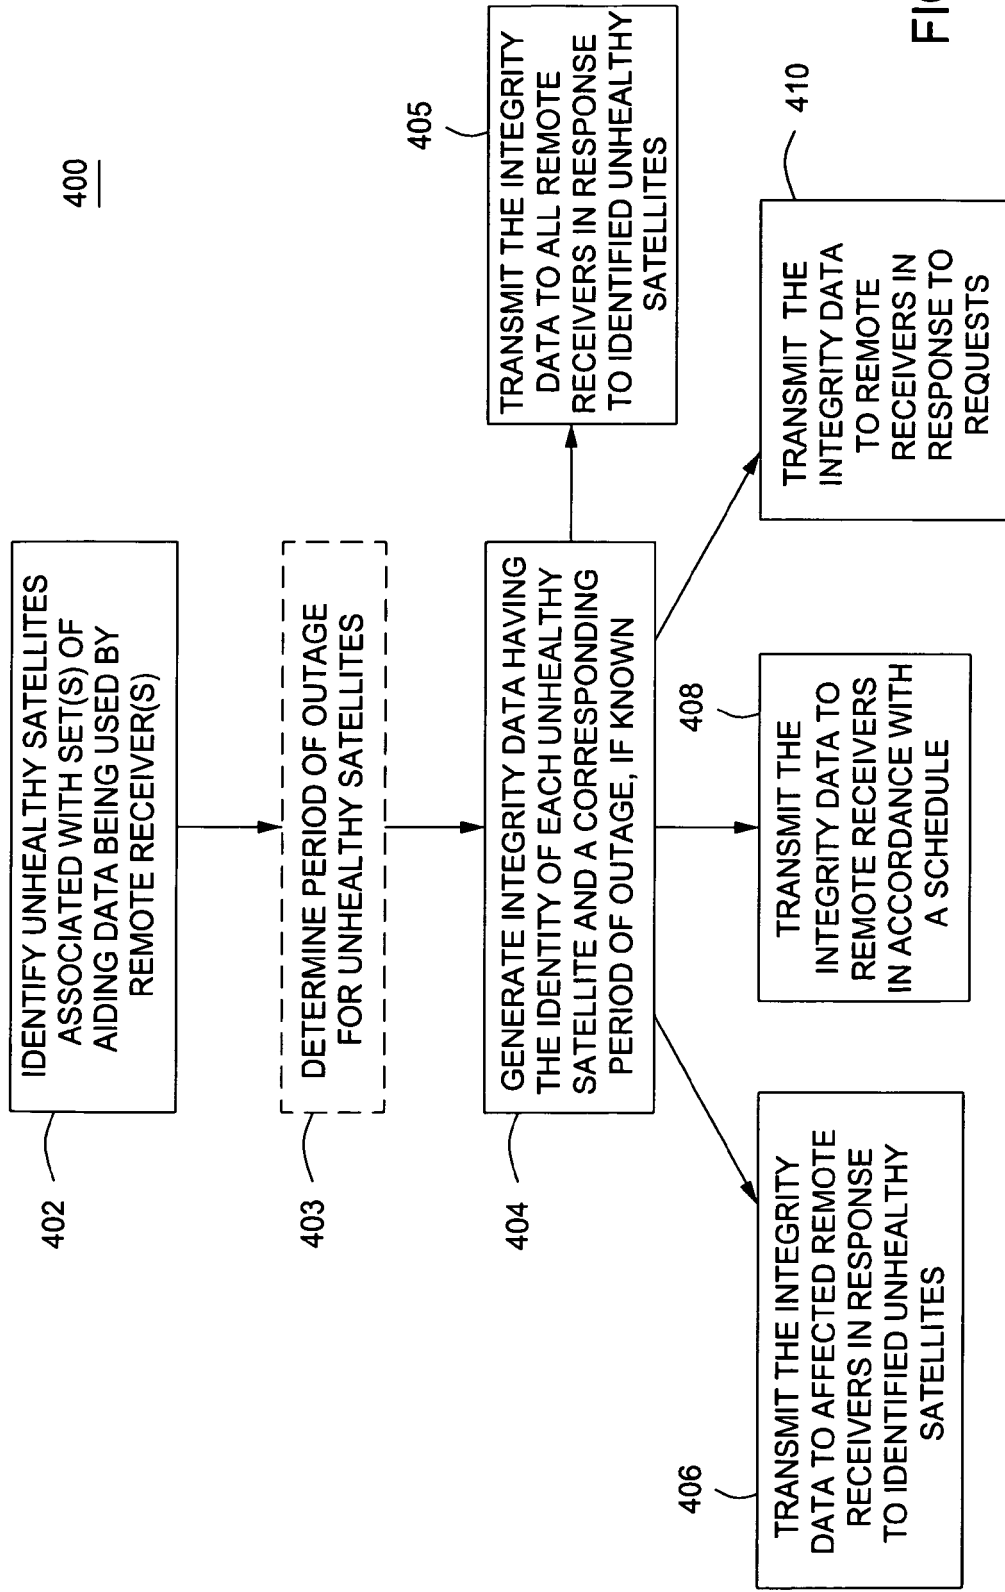 400
402
IDENTIFY UNHEALTHY SATELLITES
ASSOCIATED WITH SET(S) OF
AIDING DATA BEING USED BY
REMOTE RECEIVER(S)
403
DETERMINE PERIOD OF OUTAGE
FOR UNHEALTHY SATELLITES
404
GENERATE INTEGRITY DATA HAVING
THE IDENTITY OF EACH UNHEALTHY
SATELLITE AND A CORRESPONDING
PERIOD OF OUTAGE, IF KNOWN
405
TRANSMIT THE INTEGRITY
DATA TO ALL REMOTE
RECEIVERS IN RESPONSE
TO IDENTIFIED UNHEALTHY
SATELLITES
406
TRANSMIT THE INTEGRITY
DATA TO AFFECTED REMOTE
RECEIVERS IN RESPONSE
TO IDENTIFIED UNHEALTHY
SATELLITES
408
TRANSMIT THE
INTEGRITY DATA TO
REMOTE RECEIVERS
IN ACCORDANCE WITH
A SCHEDULE
410
TRANSMIT THE
INTEGRITY DATA
TO REMOTE
RECEIVERS IN
RESPONSE TO
REQUESTS